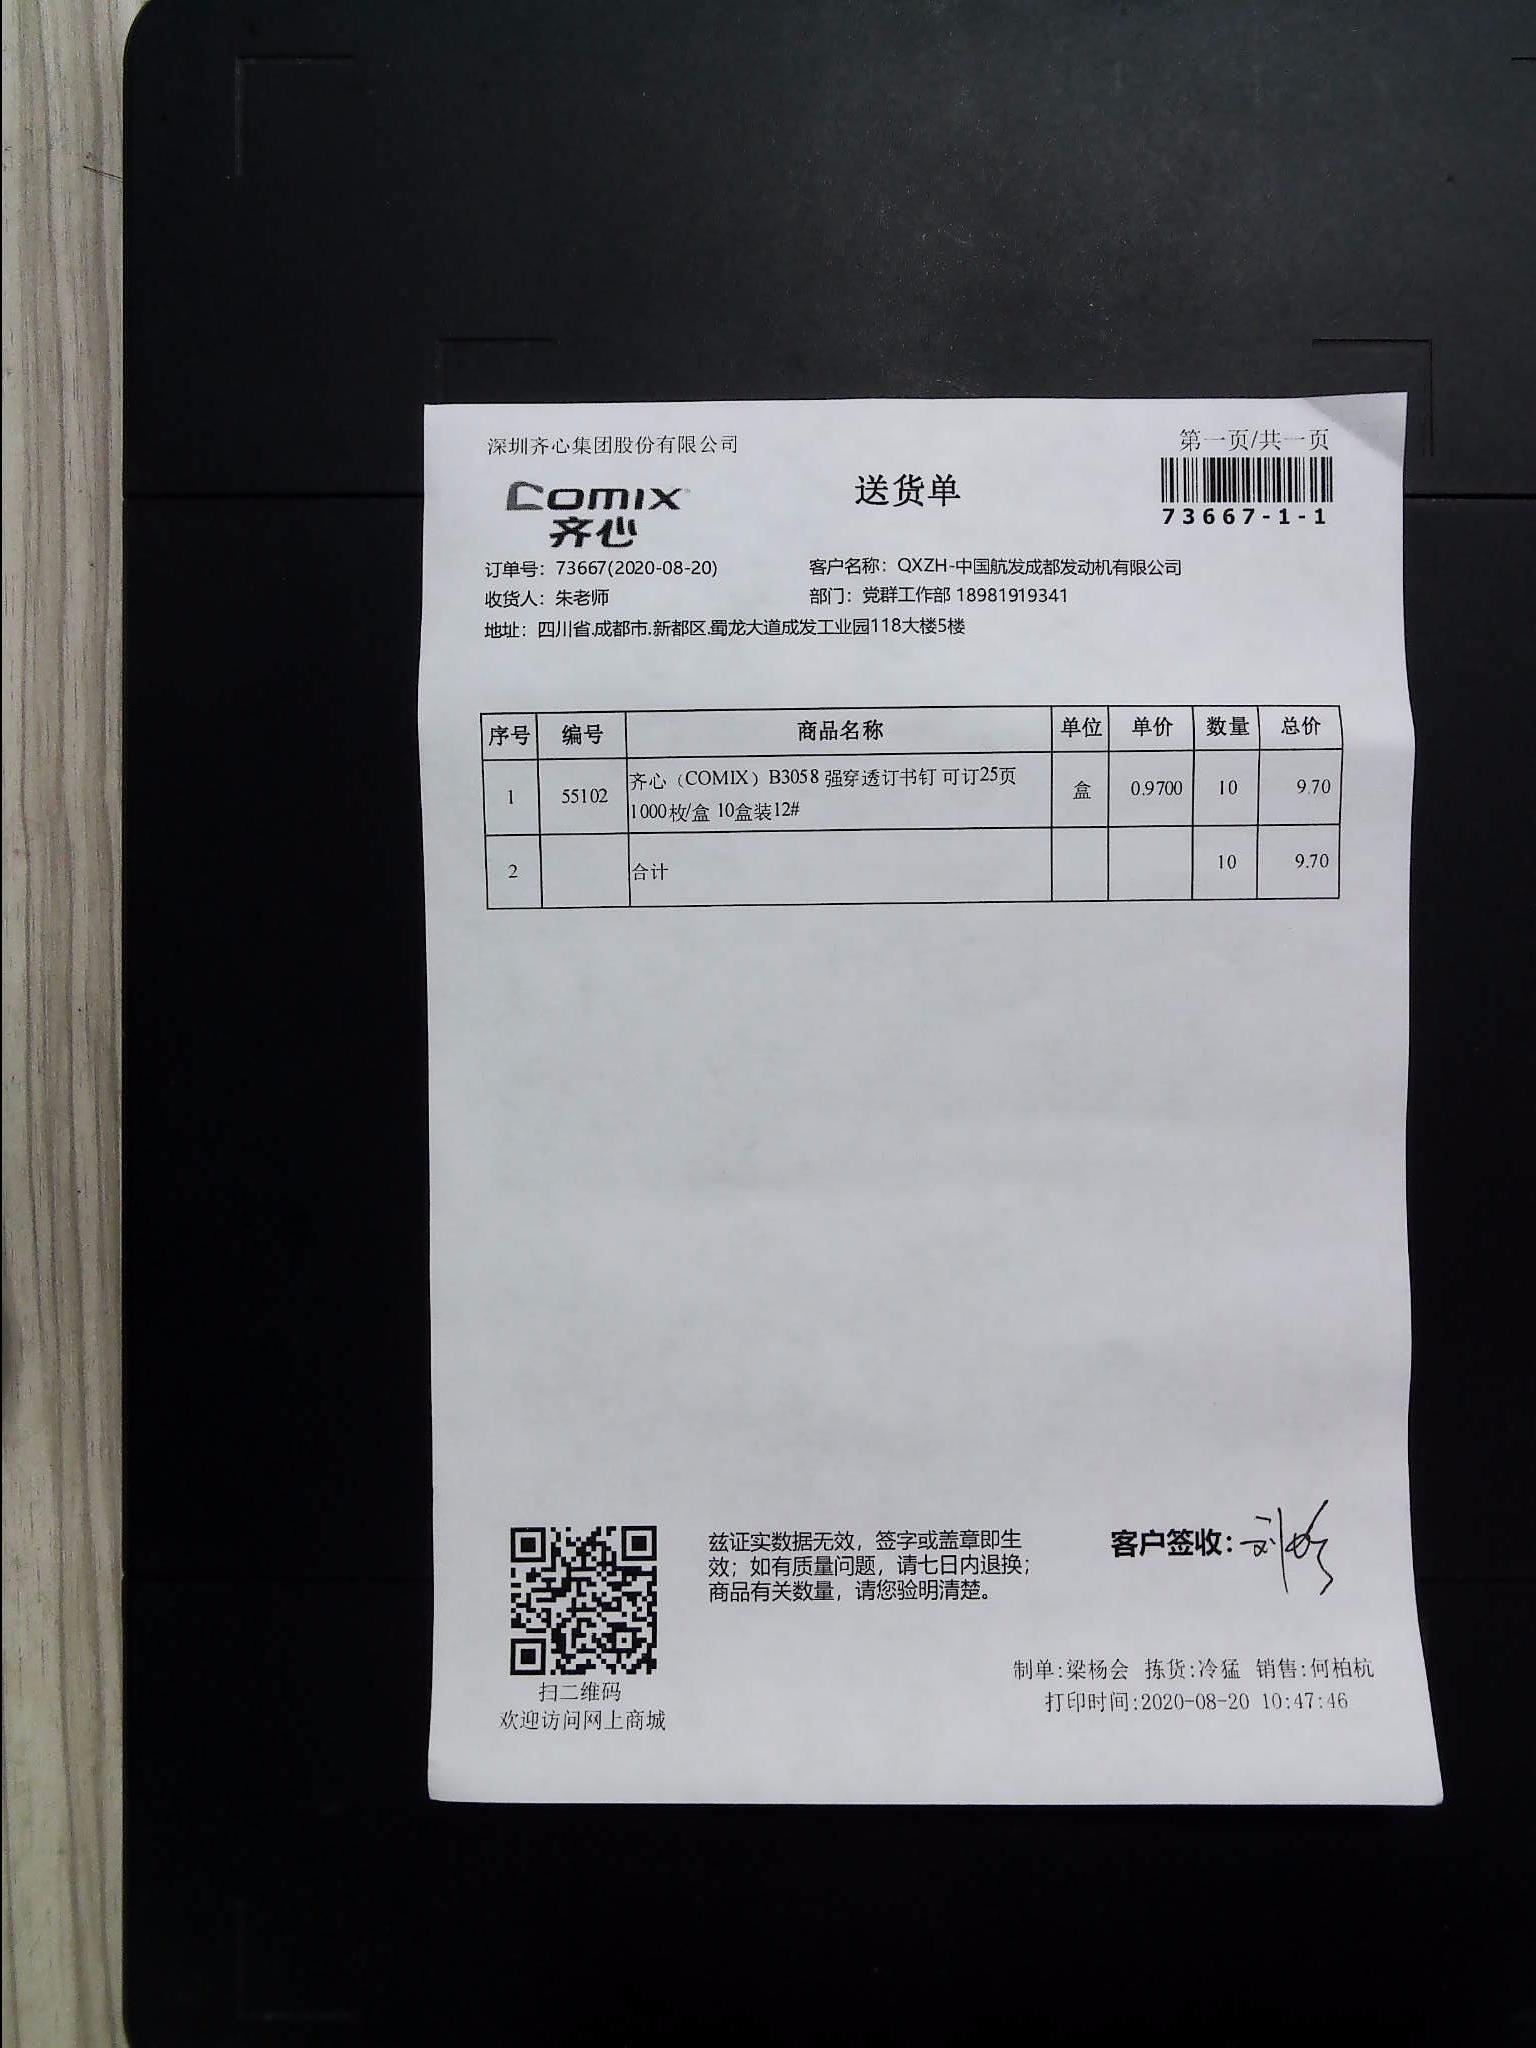 深圳齐心集团股份有限公司
第一页/共一页
COMIX
齐心
送货单
73667-1-1
订单号：73667(2020-08-20)
客户名称：QXZH-中国航发成都发动机有限公司
收货人：朱老师
部门：党群工作部 18981919341
地址：四川省.成都市.新都区.蜀龙大道成发工业园118大楼5楼
序号 编号 商品名称 单位 单价 数量 总价
1 55102 齐心（COMIX）B3058 强穿透订书钉 可订25页 盒 0.9700 10 9.70
1000枚/盒 10盒装12#
2 合计 10 9.70
兹证实数据无效，签字或盖章即生
效；如有质量问题，请七日内退换；
商品有关数量，请您验明清楚。
客户签收：
扫二维码
欢迎访问网上商城
制单:梁杨会 拣货:冷猛 销售:何柏杭
打印时间:2020-08-20 10:47:46